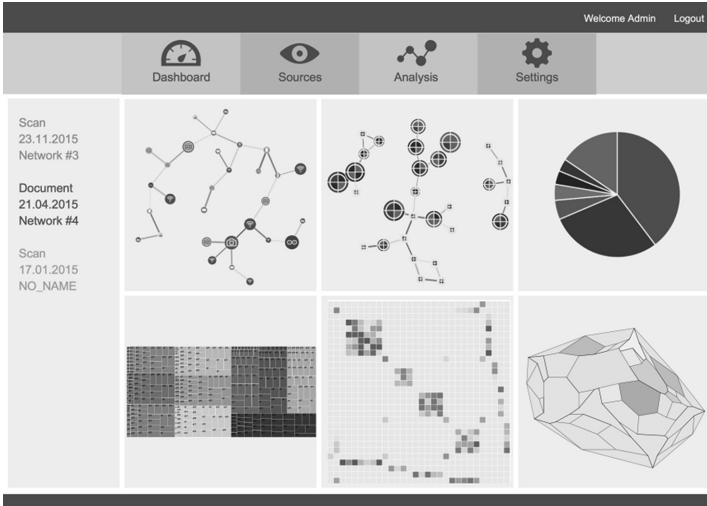 Welcome Admin Logout
Dashboard Sources Analysis Settings
Scan
23.11.2015
Network #3
Document
21.04.2015
Network #4
Scan
17.01.2015
NO_NAME